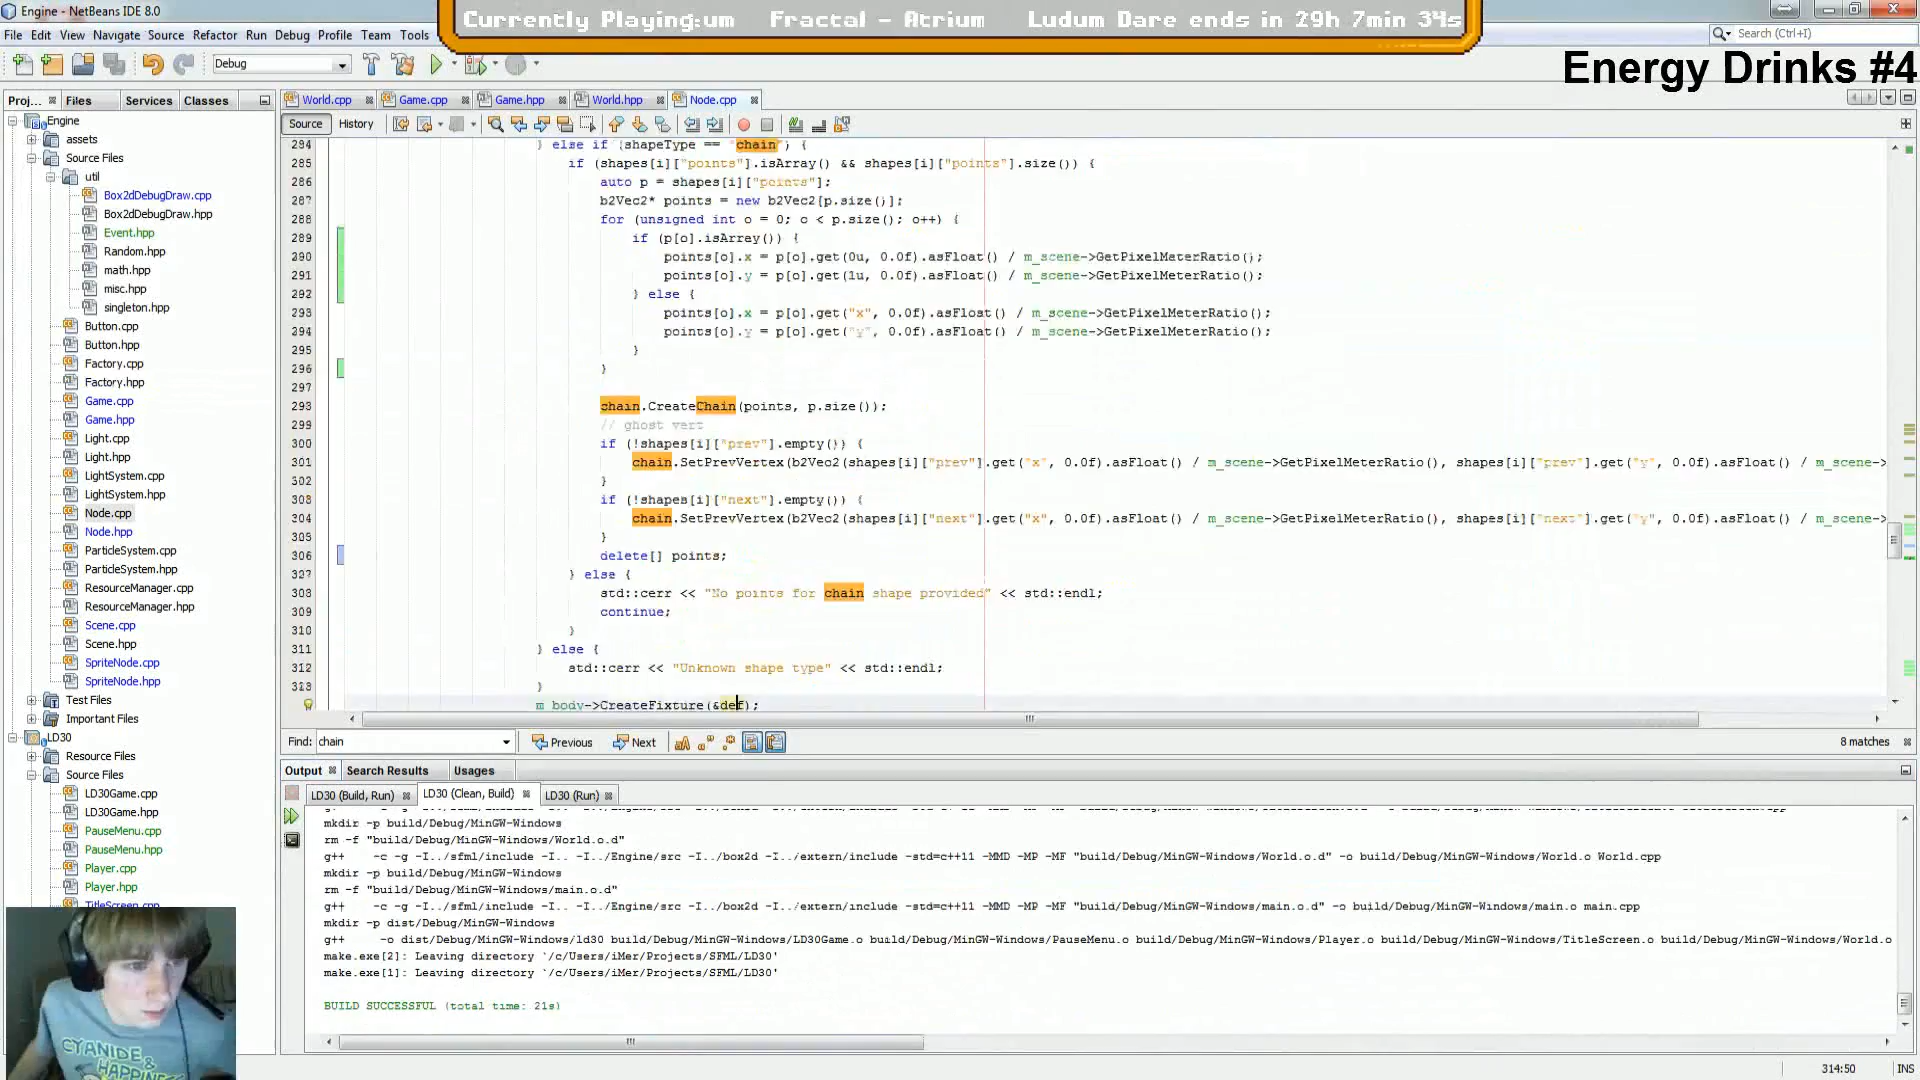 Engine - NetBeans IDE 8.0
Currently Playing:um Fractal - Atrium Ludum Dare ends in 29h 7min 34s
File Edit View Navigate Source Refactor Run Debug Profile Team Tools
Search (Ctrl+I)
Debug
Energy Drinks #4
Proj... Files Services Classes
World.cpp Game.cpp Game.hpp World.hpp Node.cpp
Source History
Engine
assets
Source Files
util
Box2dDebugDraw.cpp
Box2dDebugDraw.hpp
Event.hpp
Random.hpp
math.hpp
misc.hpp
singleton.hpp
Button.cpp
Button.hpp
Factory.cpp
Factory.hpp
Game.cpp
Game.hpp
Light.cpp
Light.hpp
LightSystem.cpp
LightSystem.hpp
Node.cpp
Node.hpp
ParticleSystem.cpp
ParticleSystem.hpp
ResourceManager.cpp
ResourceManager.hpp
Scene.cpp
Scene.hpp
SpriteNode.cpp
SpriteNode.hpp
Test Files
Important Files
LD30
Resource Files
Source Files
LD30Game.cpp
LD30Game.hpp
PauseMenu.cpp
PauseMenu.hpp
Player.cpp
Player.hpp
TitleScreen.cpp
294 } else if (shapeType == "chain") {
285 if (shapes[i]["points"].isArray() && shapes[i]["points"].size()) {
286 auto p = shapes[i]["points"];
287 b2Vec2* points = new b2Vec2[p.size()];
288 for (unsigned int o = 0; o < p.size(); o++) {
289 if (p[o].isArray()) {
290 points[o].x = p[o].get(0u, 0.0f).asFloat() / m_scene->GetPixelMeterRatio();
291 points[o].y = p[o].get(1u, 0.0f).asFloat() / m_scene->GetPixelMeterRatio();
292 } else {
293 points[o].x = p[o].get("x", 0.0f).asFloat() / m_scene->GetPixelMeterRatio();
294 points[o].y = p[o].get("y", 0.0f).asFloat() / m_scene->GetPixelMeterRatio();
295 }
296 }
297
298 chain.CreateChain(points, p.size());
299 // ghost vert
300 if (!shapes[i]["prev"].empty()) {
301 chain.SetPrevVertex(b2Vec2(shapes[i]["prev"].get("x", 0.0f).asFloat() / m_scene->GetPixelMeterRatio(), shapes[i]["prev"].get("y", 0.0f).asFloat() / m_scene->
302 }
303 if (!shapes[i]["next"].empty()) {
304 chain.SetPrevVertex(b2Vec2(shapes[i]["next"].get("x", 0.0f).asFloat() / m_scene->GetPixelMeterRatio(), shapes[i]["next"].get("y", 0.0f).asFloat() / m_scene->
305 }
306 delete[] points;
327 } else {
308 std::cerr << "No points for chain shape provided" << std::endl;
309 continue;
310 }
311 } else {
312 std::cerr << "Unknown shape type" << std::endl;
313 }
m_body->CreateFixture(&def);
Find: chain Previous Next 8 matches
Output Search Results Usages
LD30 (Build, Run) LD30 (Clean, Build) LD30 (Run)
mkdir -p build/Debug/MinGW-Windows
rm -f "build/Debug/MinGW-Windows/World.o.d"
g++ -c -g -I../sfml/include -I.. -I../Engine/src -I../box2d -I../extern/include -std=c++11 -MMD -MP -MF "build/Debug/MinGW-Windows/World.o.d" -o build/Debug/MinGW-Windows/World.o World.cpp
mkdir -p build/Debug/MinGW-Windows
rm -f "build/Debug/MinGW-Windows/main.o.d"
g++ -c -g -I../sfml/include -I.. -I../Engine/src -I../box2d -I../extern/include -std=c++11 -MMD -MP -MF "build/Debug/MinGW-Windows/main.o.d" -o build/Debug/MinGW-Windows/main.o main.cpp
mkdir -p dist/Debug/MinGW-Windows
g++ -o dist/Debug/MinGW-Windows/ld30 build/Debug/MinGW-Windows/LD30Game.o build/Debug/MinGW-Windows/PauseMenu.o build/Debug/MinGW-Windows/Player.o build/Debug/MinGW-Windows/TitleScreen.o build/Debug/MinGW-Windows/World.o
make.exe[2]: Leaving directory `/c/Users/iMer/Projects/SFML/LD30'
make.exe[1]: Leaving directory `/c/Users/iMer/Projects/SFML/LD30'
BUILD SUCCESSFUL (total time: 21s)
CYANIDE &
HAPPINESS
314:50 INS